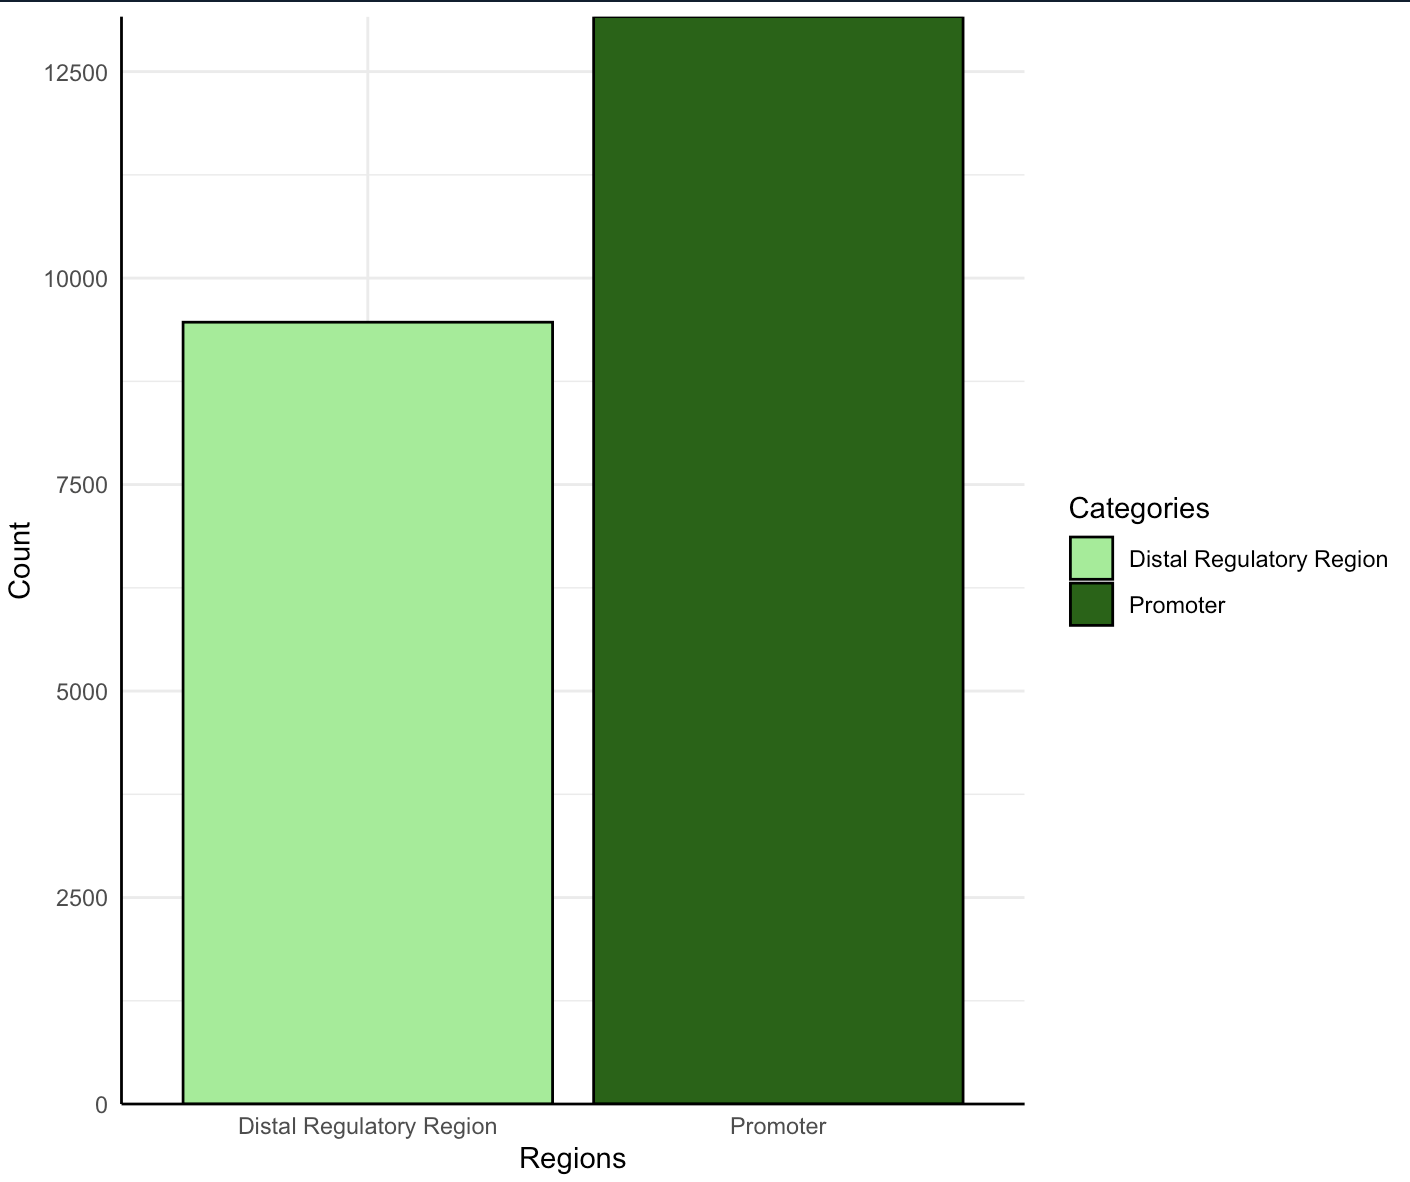 12500
10000
7500
5000
2500
0
Count
Distal Regulatory Region
Promoter
Regions
Categories
Distal Regulatory Region
Promoter